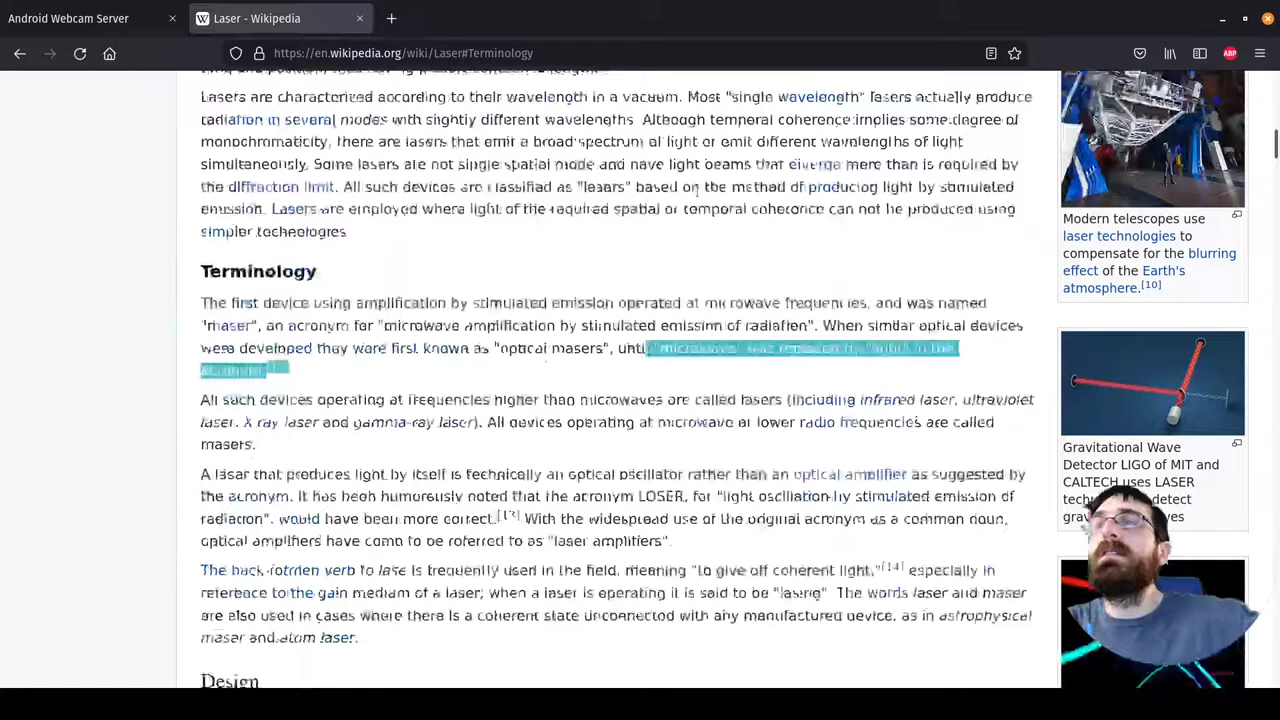 Android Webcam Server
Laser - Wikipedia
https://en.wikipedia.org/wiki/Laser#Terminology
ABP
Lasers are characterized according to their wavelength in a vacuum. Most "single wavelength" lasers actually produce
radiation in several modes with slightly different wavelengths. Although temporal coherence implies some degree of
monochromaticity, there are lasers that emit a broad spectrum of light or emit different wavelengths of light
simultaneously. Some lasers are not single spatial mode and have light beams that diverge more than is required by
the diffraction limit. All such devices are classified as "lasers" based on the method of producing light by stimulated
emission. Lasers are employed where light of the required spatial or temporal coherence can not be produced using
simpler technologies.
Terminology
The first device using amplification by stimulated emission operated at microwave frequencies, and was named
"maser", an acronym for "microwave amplification by stimulated emission of radiation". When similar optical devices
were developed they were first known as "optical masers", until "microwave" was replaced by "light" in the
acronym.
All such devices operating at frequencies higher than microwaves are called lasers (including infrared laser, ultraviolet
laser, X ray laser and gamma-ray laser). All devices operating at microwave or lower radio frequencies are called
masers.
A laser that produces light by itself is technically an optical oscillator rather than an optical amplifier as suggested by
the acronym. It has been humorously noted that the acronym LOSER, for "light oscillation by stimulated emission of
radiation", would have been more correct.[13] With the widespread use of the original acronym as a common noun,
optical amplifiers have come to be referred to as "laser amplifiers".
The back-formed verb to lase is frequently used in the field, meaning "to give off coherent light,"[14] especially in
reference to the gain medium of a laser; when a laser is operating it is said to be "lasing". The words laser and maser
are also used in cases where there is a coherent state unconnected with any manufactured device, as in astrophysical
maser and atom laser.
Design
Modern telescopes use
laser technologies to
compensate for the blurring
effect of the Earth's
atmosphere.[10]
Gravitational Wave
Detector LIGO of MIT and
CALTECH uses LASER
detect